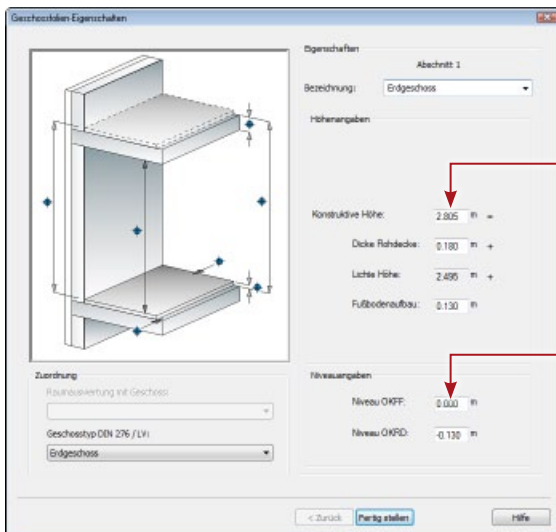 Geschossfolien-Eigenschaften
Eigenschaften
Abschnitt 1
Bezeichnung: Erdgeschoss
Höhenangaben
Konstruktive Höhe: 2.805 m =
Dicke Rohdecke: 0.180 m +
Lichte Höhe: 2.495 m +
Fußbodenaufbau: 0.130 m
Zuordnung
Raumauswertung mit Geschoss:
Geschosstyp DIN 276 / LV:
Erdgeschoss
Niveauangaben
Niveau OKFF: 0.000 m
Niveau OKRD: -0.130 m
< Zurück Fertig stellen Hilfe